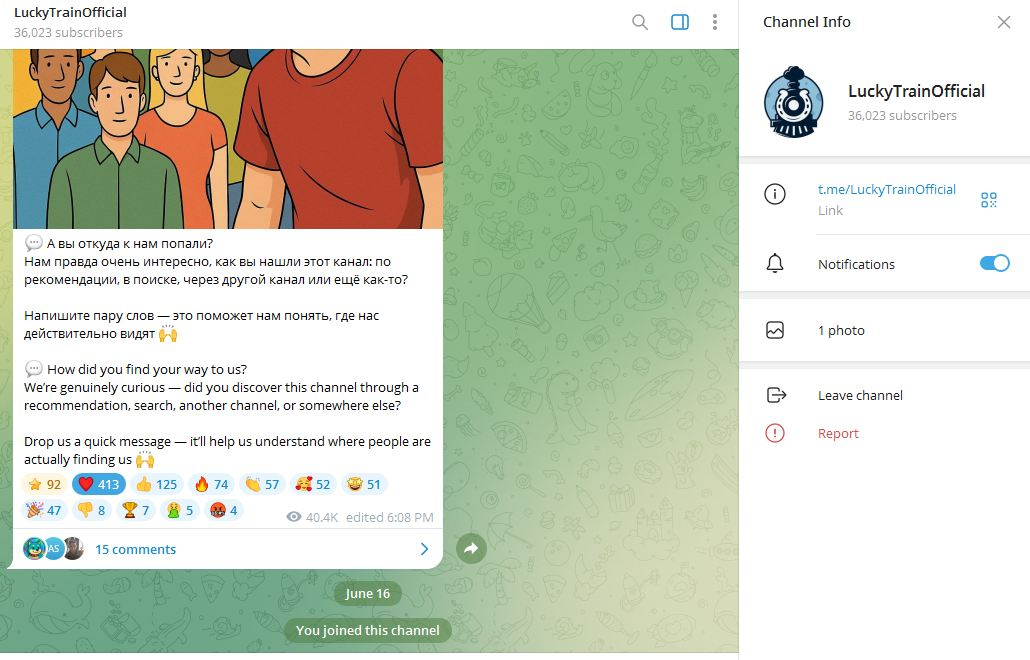 LuckyTrainOfficial
36,023 subscribers
💬 А вы откуда к нам попали?
Нам правда очень интересно, как вы нашли этот канал: по
рекомендации, в поиске, через другой канал или ещё как-то?
Напишите пару слов — это поможет нам понять, где нас
действительно видят 🙌
💬 How did you find your way to us?
We're genuinely curious — did you discover this channel through a
recommendation, search, another channel, or somewhere else?
Drop us a quick message — it'll help us understand where people are
actually finding us 🙌
⭐ 92 ❤️ 413 👍 125 🔥 74 👏 57 🥰 52 🤩 51
🎉 47 👎 8 🏆 7 🤮 5 🤬 4 40.4K edited 6:08 PM
AS 15 comments
June 16
You joined this channel
Channel Info
LuckyTrainOfficial
36,023 subscribers
t.me/LuckyTrainOfficial
Link
Notifications
1 photo
Leave channel
Report